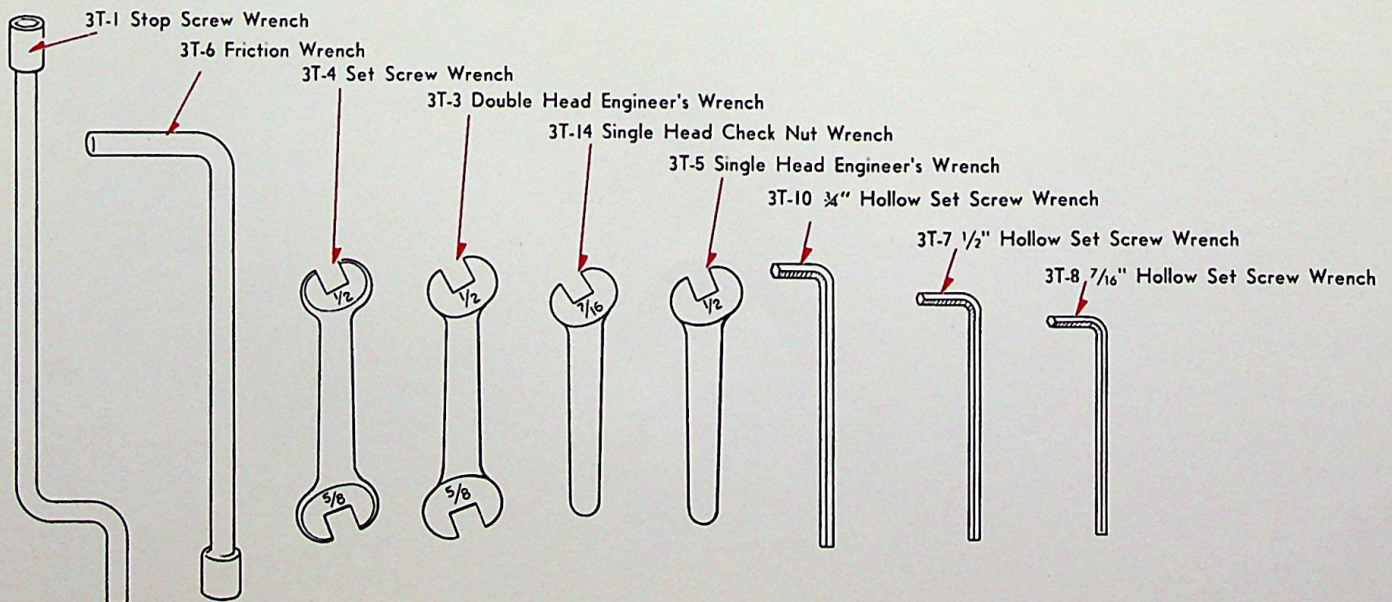 3T-1 Stop Screw Wrench
3T-6 Friction Wrench
3T-4 Set Screw Wrench
3T-3 Double Head Engineer's Wrench
3T-14 Single Head Check Nut Wrench
3T-5 Single Head Engineer's Wrench
3T-10 3/4" Hollow Set Screw Wrench
3T-7 1/2" Hollow Set Screw Wrench
3T-8 7/16" Hollow Set Screw Wrench
1/2
1/2
7/16
1/2
5/8
5/8